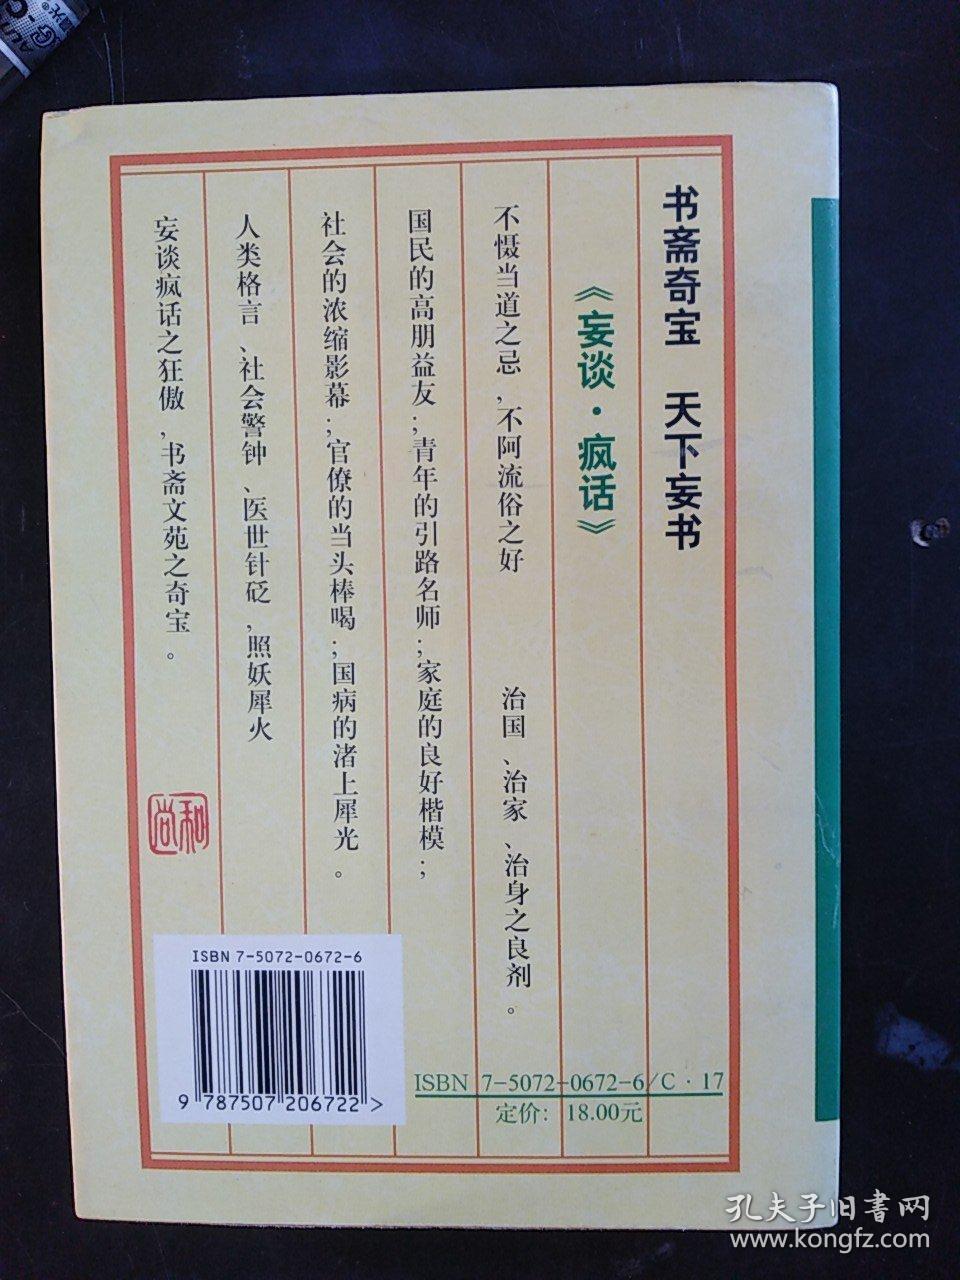 书斋奇宝　天下妄书
《妄谈·疯话》
不慑当道之忌,不阿流俗之好　治国、治家、治身之良剂。
国民的高朋益友;青年的引路名师;家庭的良好楷模;
社会的浓缩影幕;官僚的当头棒喝;国病的渚上犀光。
人类格言、社会警钟、医世针砭,照妖犀火
妄谈疯话之狂傲,书斋文苑之奇宝。
和尚
ISBN 7-5072-0672-6
9 787507 206722 >
ISBN 7-5072-0672-6/C·17
定价: 18.00元
孔夫子旧书网
www.kongfz.com